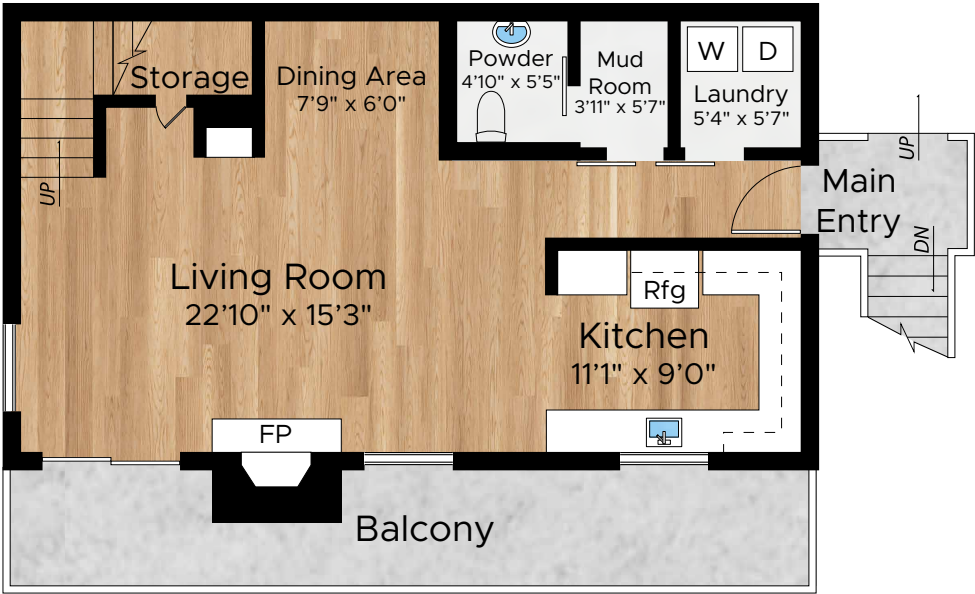 Storage
Dining Area
7'9" x 6'0"
Powder
4'10" x 5'5"
Mud
Room
3'11" x 5'7"
W D
Laundry
5'4" x 5'7"
UP
UP
Main
Entry
DN
Living Room
22'10" x 15'3"
Rfg
Kitchen
11'1" x 9'0"
FP
Balcony